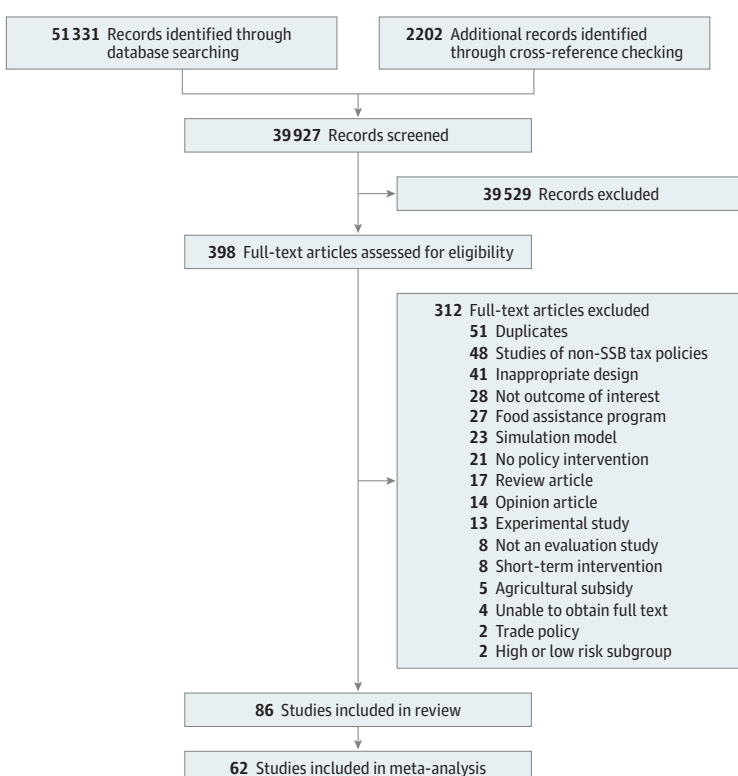 51331 Records identified through
database searching
2202 Additional records identified
through cross-reference checking
39927 Records screened
39529 Records excluded
398 Full-text articles assessed for eligibility
312 Full-text articles excluded
51 Duplicates
48 Studies of non-SSB tax policies
41 Inappropriate design
28 Not outcome of interest
27 Food assistance program
23 Simulation model
21 No policy intervention
17 Review article
14 Opinion article
13 Experimental study
8 Not an evaluation study
8 Short-term intervention
5 Agricultural subsidy
4 Unable to obtain full text
2 Trade policy
2 High or low risk subgroup
86 Studies included in review
62 Studies included in meta-analysis